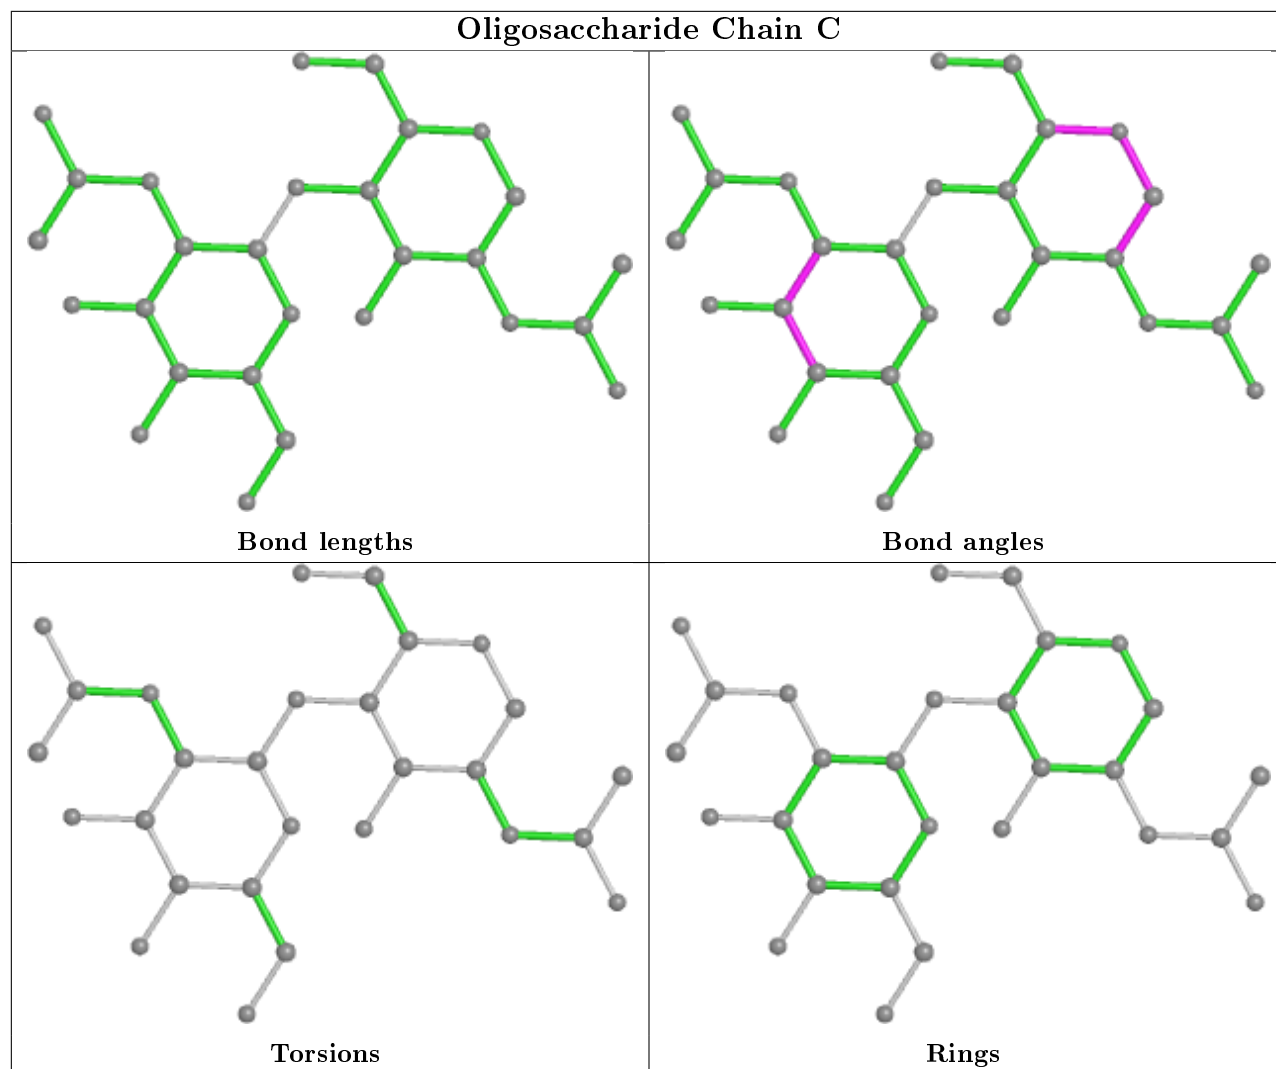 Oligosaccharide Chain C
Bond lengths
Bond angles
Torsions
Rings